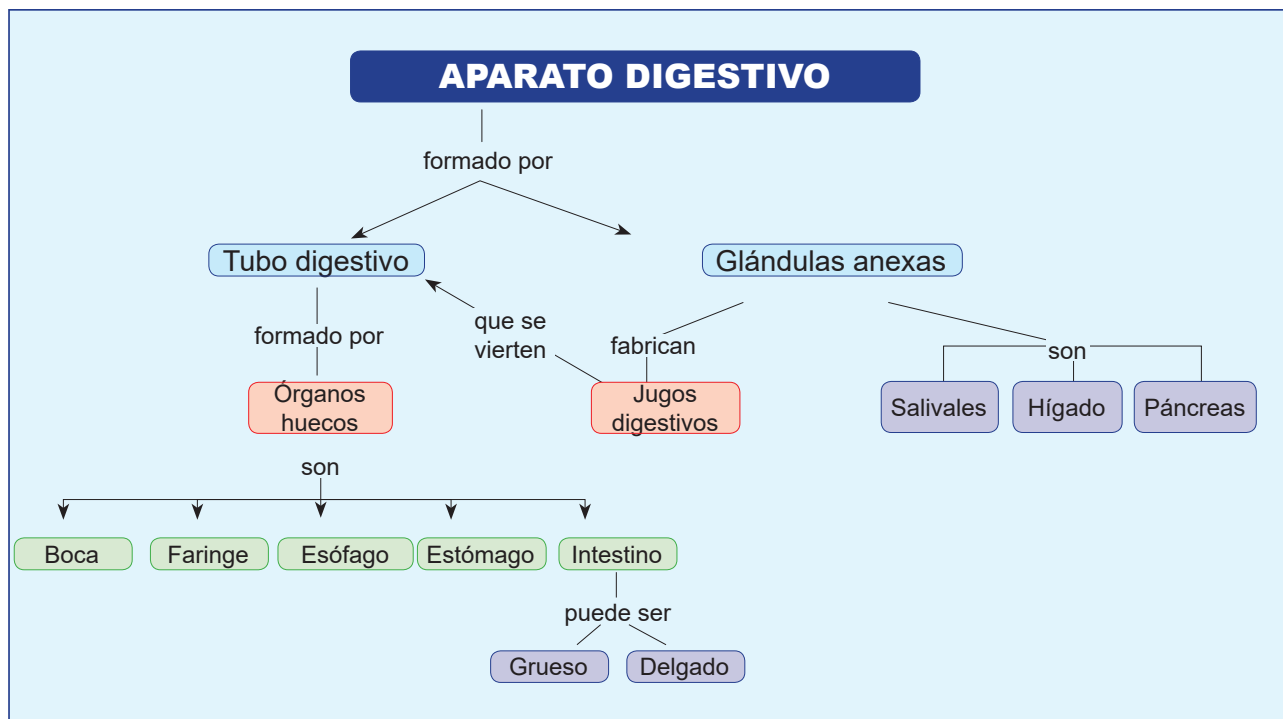 APARATO DIGESTIVO
formado por
Tubo digestivo
Glándulas anexas
formado por
que se
vierten
fabrican
son
Órganos
huecos
Jugos
digestivos
Salivales
Hígado
Páncreas
son
Boca
Faringe
Esófago
Estómago
Intestino
puede ser
Grueso
Delgado